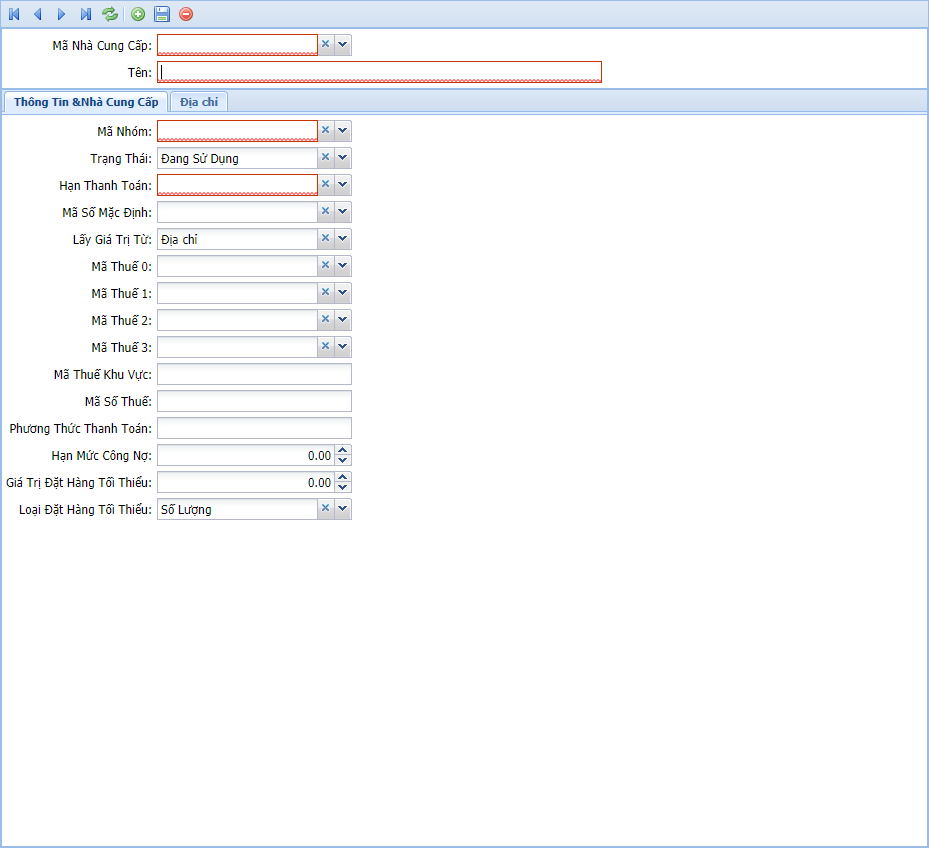 Mã Nhà Cung Cấp:
Tên:
Thông Tin &Nhà Cung Cấp Địa chỉ
Mã Nhóm:
Trạng Thái: Đang Sử Dụng
Hạn Thanh Toán:
Mã Số Mặc Định:
Lấy Giá Trị Từ: Địa chỉ
Mã Thuế 0:
Mã Thuế 1:
Mã Thuế 2:
Mã Thuế 3:
Mã Thuế Khu Vực:
Mã Số Thuế:
Phương Thức Thanh Toán:
Hạn Mức Công Nợ: 0.00
Giá Trị Đặt Hàng Tối Thiểu: 0.00
Loại Đặt Hàng Tối Thiểu: Số Lượng